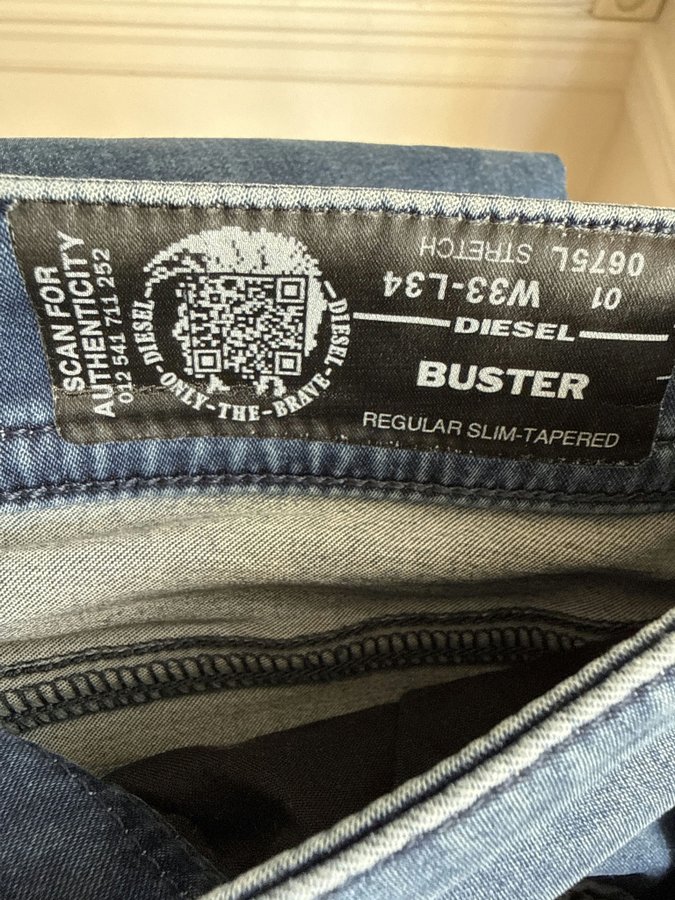 SCAN FOR
AUTHENTICITY
012 541 711 252
DIESEL
ONLY-THE-BRAVE
DIESEL
0675L STRETCH
01 W33-L34
DIESEL
BUSTER
REGULAR SLIM-TAPERED